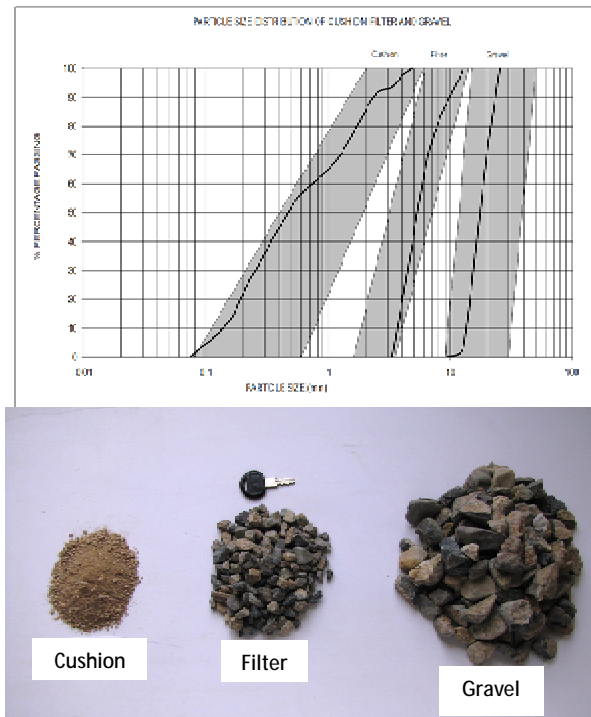 PARTICLE SIZE DISTRIBUTION OF CUSHION FILTER AND GRAVEL
Cushion Filter Gravel
100
90
80
70
60
50
40
30
20
10
0
% PERCENTAGE PASSING
0.01 0.1 1 10 100
PARTICLE SIZE (mm)
Cushion
Filter
Gravel